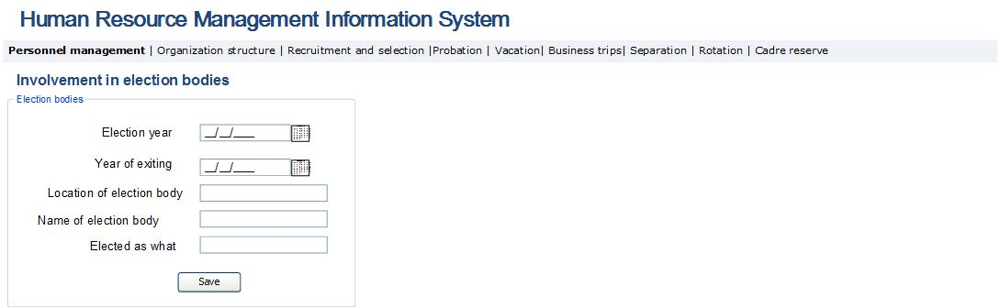 Human Resource Management Information System
Personnel management | Organization structure | Recruitment and selection |Probation | Vacation| Business trips| Separation | Rotation | Cadre reserve
Involvement in election bodies
Election bodies
Election year __/__/____
Year of exiting __/__/____
Location of election body
Name of election body
Elected as what
Save